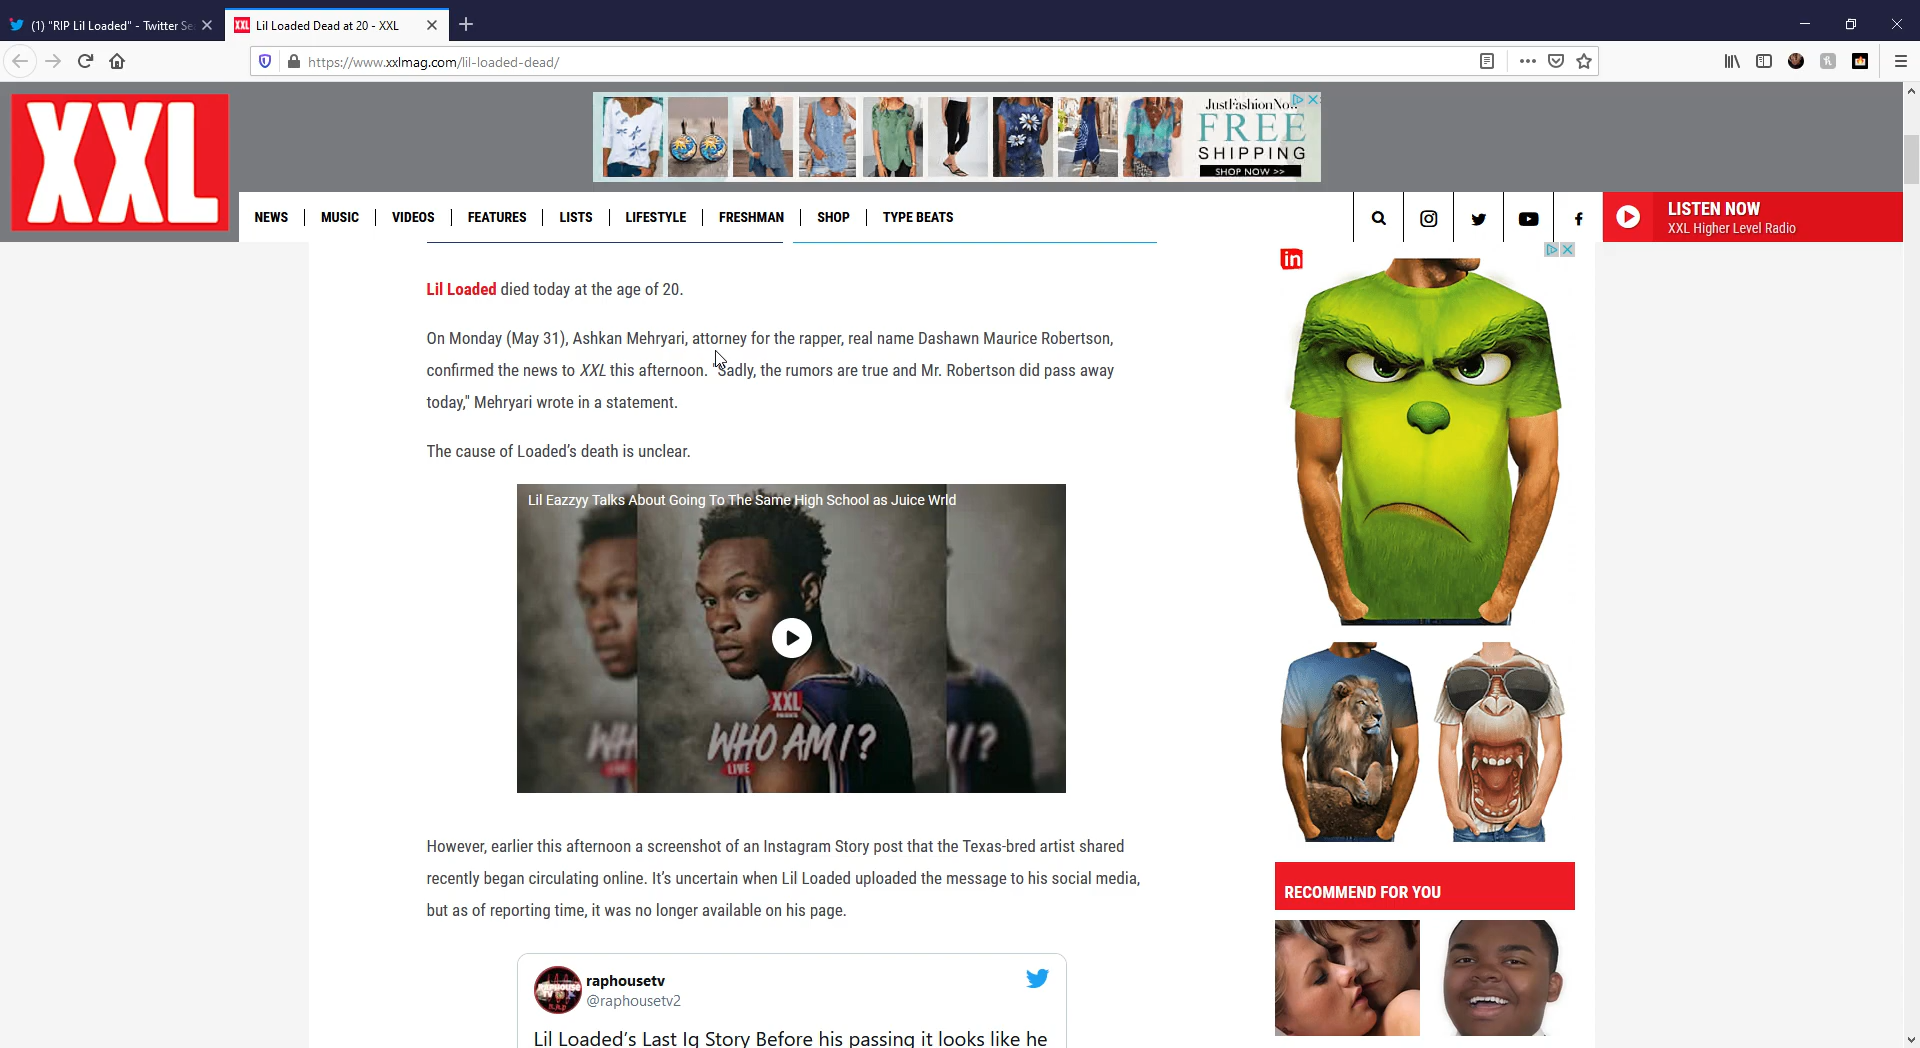 (1) "RIP Lil Loaded" - Twitter Se
XXL Lil Loaded Dead at 20 - XXL
https://www.xxlmag.com/lil-loaded-dead/
XXL
JustFashionNow
FREE
SHIPPING
SHOP NOW >>
NEWS MUSIC VIDEOS FEATURES LISTS LIFESTYLE FRESHMAN SHOP TYPE BEATS
LISTEN NOW
XXL Higher Level Radio
Lil Loaded died today at the age of 20.
On Monday (May 31), Ashkan Mehryari, attorney for the rapper, real name Dashawn Maurice Robertson,
confirmed the news to XXL this afternoon. "Sadly, the rumors are true and Mr. Robertson did pass away
today," Mehryari wrote in a statement.
The cause of Loaded's death is unclear.
Lil Eazzyy Talks About Going To The Same High School as Juice Wrld
XXL
PRESENTS
WHO AM I?
LIVE
However, earlier this afternoon a screenshot of an Instagram Story post that the Texas-bred artist shared
recently began circulating online. It's uncertain when Lil Loaded uploaded the message to his social media,
but as of reporting time, it was no longer available on his page.
raphousetv
@raphousetv2
Lil Loaded's Last Ig Story Before his passing it looks like he
in
RECOMMEND FOR YOU